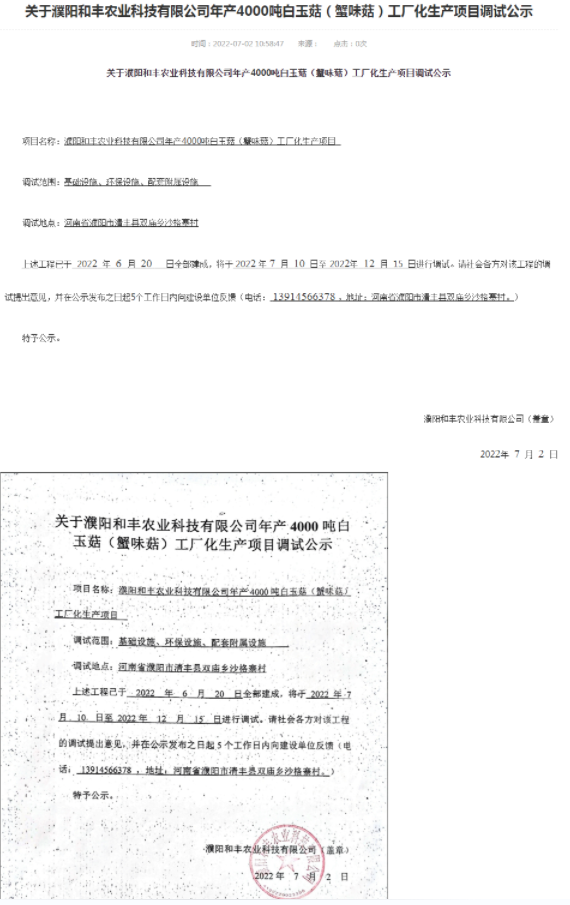 关于濮阳和丰农业科技有限公司年产4000吨白玉菇（蟹味菇）工厂化生产项目调试公示
时间：2022-07-02 10:58:47 来源： 点击：0次
关于濮阳和丰农业科技有限公司年产4000吨白玉菇（蟹味菇）工厂化生产项目调试公示
项目名称：濮阳和丰农业科技有限公司年产4000吨白玉菇（蟹味菇）工厂化生产项目
调试范围：基础设施、环保设施、配套附属设施
调试地点：河南省濮阳市清丰县双庙乡沙格寨村
上述工程已于 2022 年 6 月 20 日全部建成，将于 2022 年 7 月 10 日至 2022年 12 月 15 日进行调试。请社会各方对该工程的调
试提出意见，并在公示发布之日起5个工作日内向建设单位反馈（电话：13914566378 ，地址：河南省濮阳市清丰县双庙乡沙格寨村。）
特予公示。
濮阳和丰农业科技有限公司（盖章）
2022年 7 月 2 日
关于濮阳和丰农业科技有限公司年产 4000 吨白
玉菇（蟹味菇）工厂化生产项目调试公示
项目名称：濮阳和丰农业科技有限公司年产 4000 吨白玉菇（蟹味菇）
工厂化生产项目
调试范围：基础设施、环保设施、配套附属设施
调试地点：河南省濮阳市清丰县双庙乡沙格寨村
上述工程已于 2022 年 6 月 20 日全部建成，将于 2022 年 7
月 10 日至 2022 年 12 月 15 日进行调试。请社会各方对该工程
的调试提出意见，并在公示发布之日起 5 个工作日内向建设单位反馈（电
话：13914566378 ，地址：河南省濮阳市清丰县双庙乡沙格寨村。）
特予公示。
濮阳和丰农业科技有限公司（盖章）
2022 年 7 月 2 日